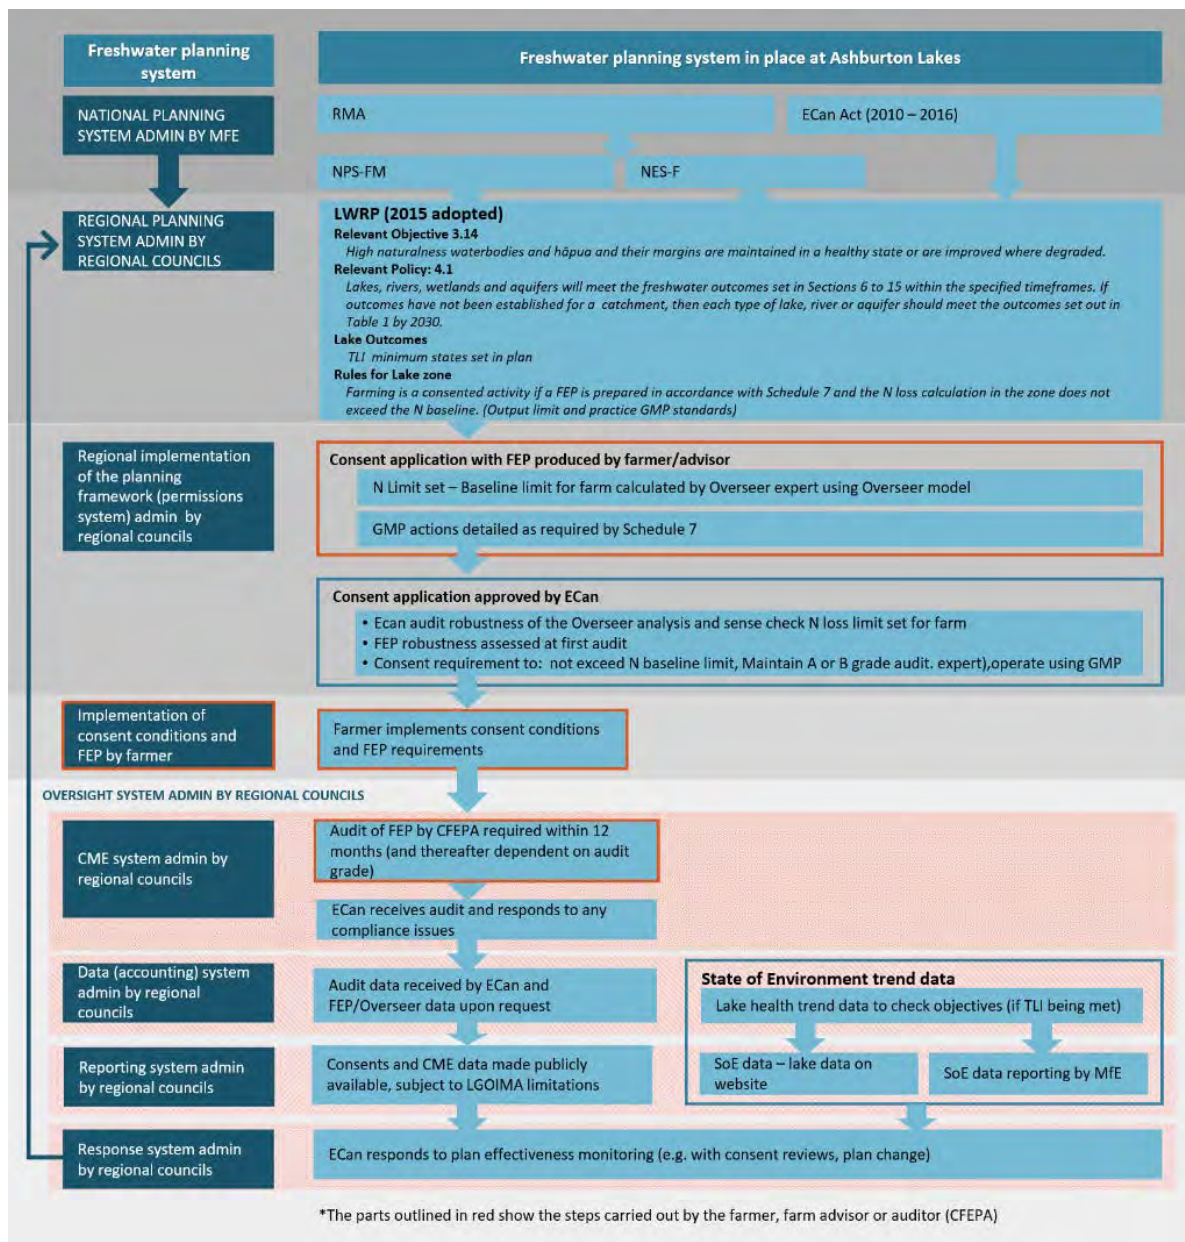 Freshwater planning
system
Freshwater planning system in place at Ashburton Lakes
NATIONAL PLANNING
SYSTEM ADMIN BY MFE
RMA
ECan Act (2010 – 2016)
NPS-FM
NES-F
REGIONAL PLANNING
SYSTEM ADMIN BY
REGIONAL COUNCILS
LWRP (2015 adopted)
Relevant Objective 3.14
High naturalness waterbodies and hāpua and their margins are maintained in a healthy state or are improved where degraded.
Relevant Policy: 4.1
Lakes, rivers, wetlands and aquifers will meet the freshwater outcomes set in Sections 6 to 15 within the specified timeframes. If
outcomes have not been established for a catchment, then each type of lake, river or aquifer should meet the outcomes set out in
Table 1 by 2030.
Lake Outcomes
TLI minimum states set in plan
Rules for Lake zone
Farming is a consented activity if a FEP is prepared in accordance with Schedule 7 and the N loss calculation in the zone does not
exceed the N baseline. (Output limit and practice GMP standards)
Regional implementation
of the planning
framework (permissions
system) admin by
regional councils
Consent application with FEP produced by farmer/advisor
N Limit set – Baseline limit for farm calculated by Overseer expert using Overseer model
GMP actions detailed as required by Schedule 7
Consent application approved by ECan
• Ecan audit robustness of the Overseer analysis and sense check N loss limit set for farm
• FEP robustness assessed at first audit
• Consent requirement to: not exceed N baseline limit, Maintain A or B grade audit. expert),operate using GMP
Implementation of
consent conditions and
FEP by farmer
Farmer implements consent conditions
and FEP requirements
OVERSIGHT SYSTEM ADMIN BY REGIONAL COUNCILS
CME system admin by
regional councils
Audit of FEP by CFEPA required within 12
months (and thereafter dependent on audit
grade)
ECan receives audit and responds to any
compliance issues
Data (accounting) system
admin by regional
councils
Audit data received by ECan and
FEP/Overseer data upon request
State of Environment trend data
Lake health trend data to check objectives (if TLI being met)
Reporting system admin
by regional councils
Consents and CME data made publicly
available, subject to LGOIMA limitations
SoE data – lake data on
website
SoE data reporting by MfE
Response system admin
by regional councils
ECan responds to plan effectiveness monitoring (e.g. with consent reviews, plan change)
*The parts outlined in red show the steps carried out by the farmer, farm advisor or auditor (CFEPA)